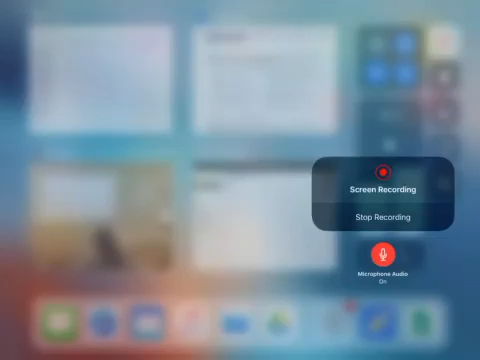 Screen Recording
Stop Recording
Microphone Audio
On